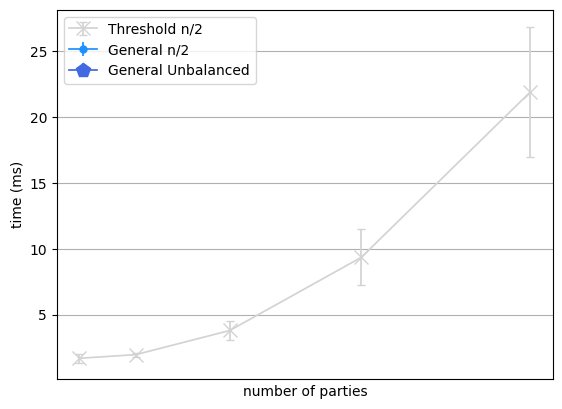 Threshold n/2
General n/2
General Unbalanced
25
20
15
10
5
time (ms)
number of parties